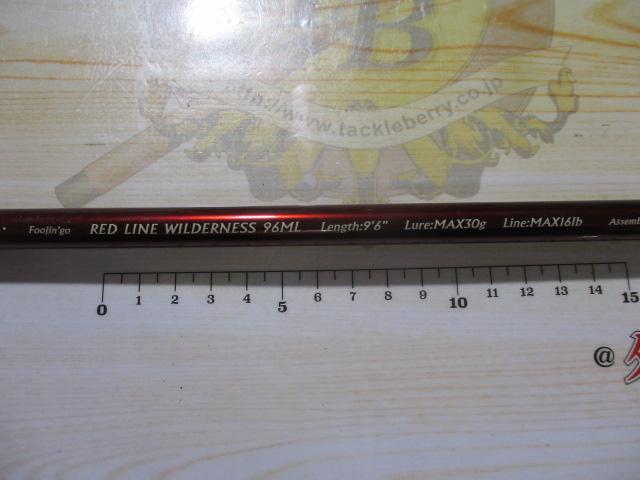 B
http://www.tackleberry.co.jp
Foojin'go RED LINE WILDERNESS 96ML Length:9'6" Lure:MAX30g Line:MAX16lb Assemb
0 1 2 3 4 5 6 7 8 9 10 11 12 13 14 15
@